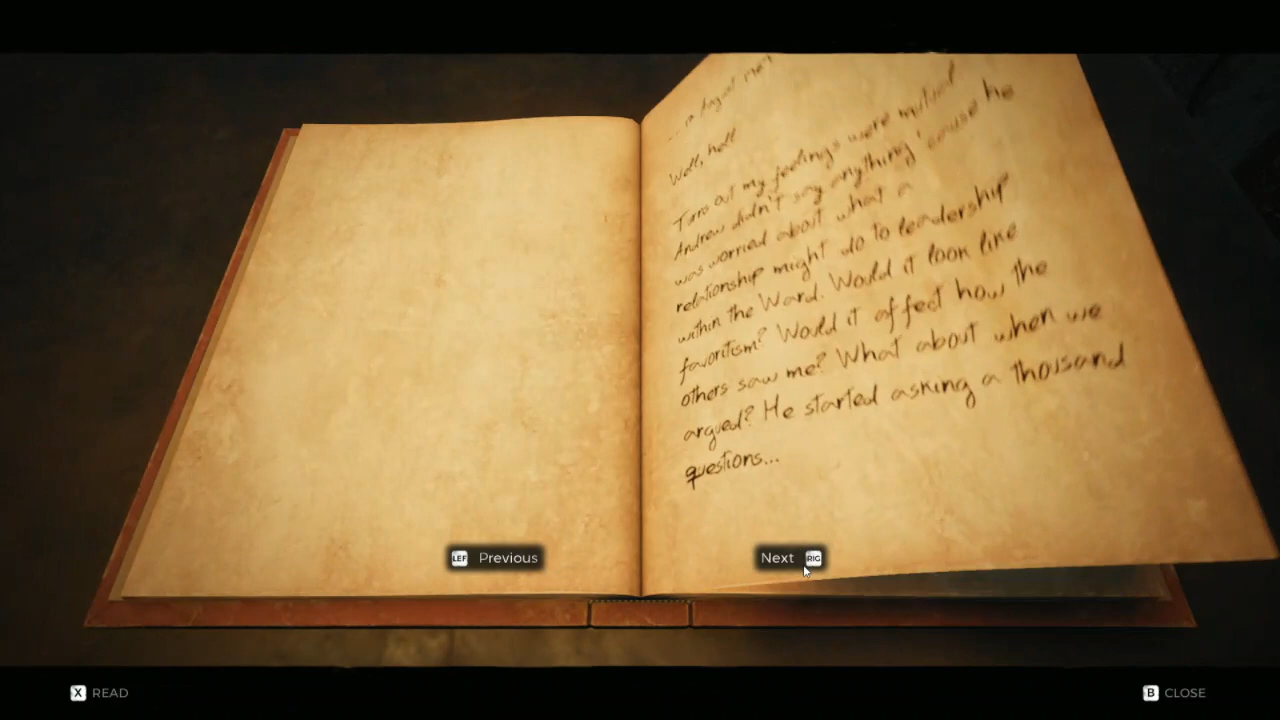 Well, hell
Turns out my feelings were mutual
Andrew didn't say anything 'cause he
was worried about what a
relationship might do to leadership
within the Ward. Would it look like
favoritism? Would it affect how the
others saw me? What about when we
argued? He started asking a thousand
questions...
LEF Previous
Next RIG
X READ
B CLOSE